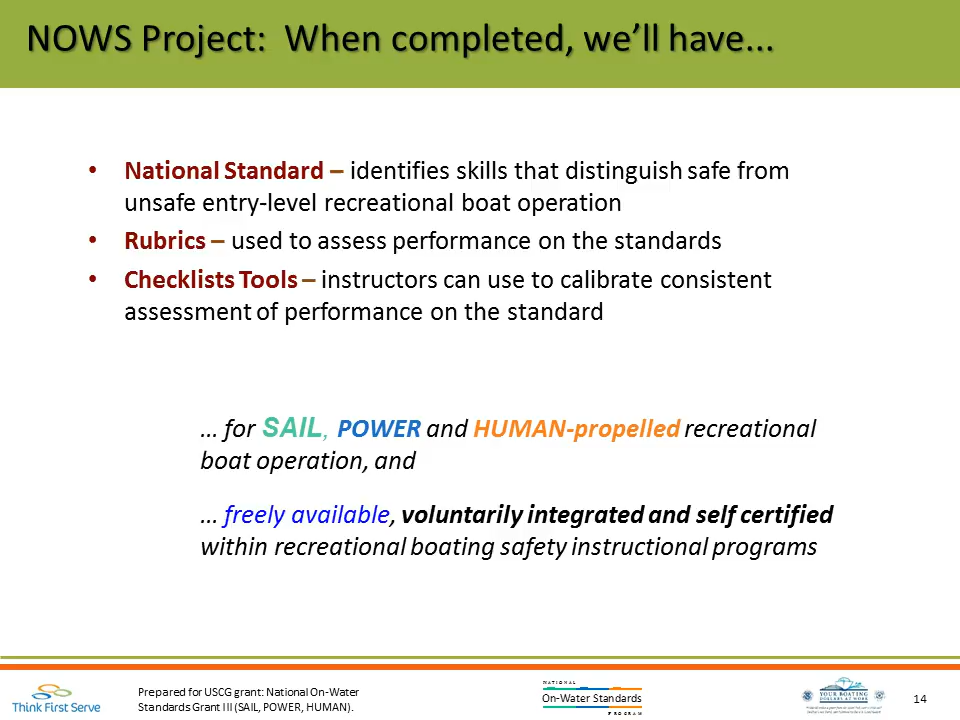 NOWS Project:  When completed, we’ll have...
• National Standard – identifies skills that distinguish safe from
unsafe entry-level recreational boat operation
• Rubrics – used to assess performance on the standards
• Checklists Tools – instructors can use to calibrate consistent
assessment of performance on the standard
... for SAIL, POWER and HUMAN-propelled recreational
boat operation, and
... freely available, voluntarily integrated and self certified
within recreational boating safety instructional programs
Think First Serve
Prepared for USCG grant: National On-Water
Standards Grant III (SAIL, POWER, HUMAN).
NATIONAL
On-Water Standards
PROGRAM
YOUR BOATING
DOLLARS AT WORK
14